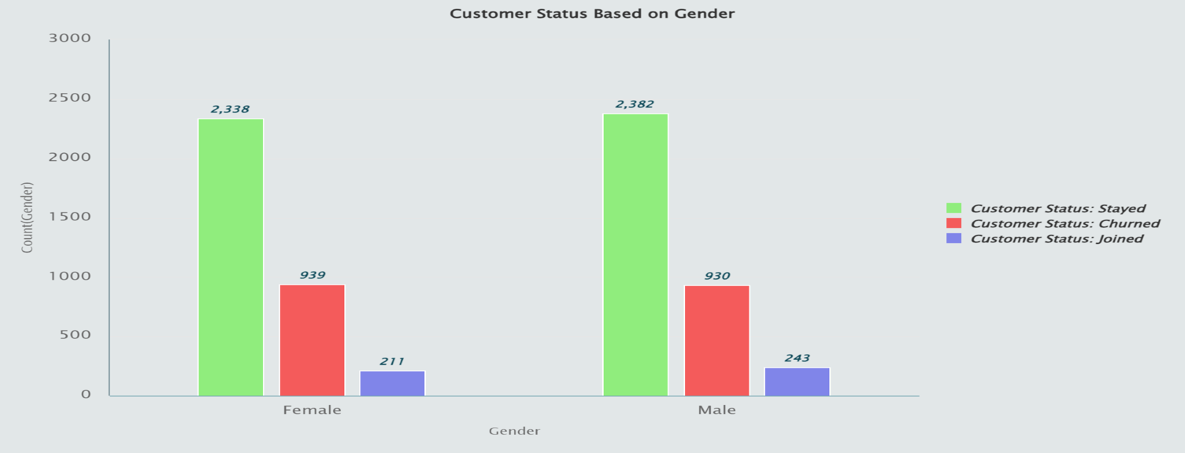 Customer Status Based on Gender
3000
2500
2000
1500
1000
500
0
Count(Gender)
2,338
939
211
2,382
930
243
Female
Male
Gender
Customer Status: Stayed
Customer Status: Churned
Customer Status: Joined